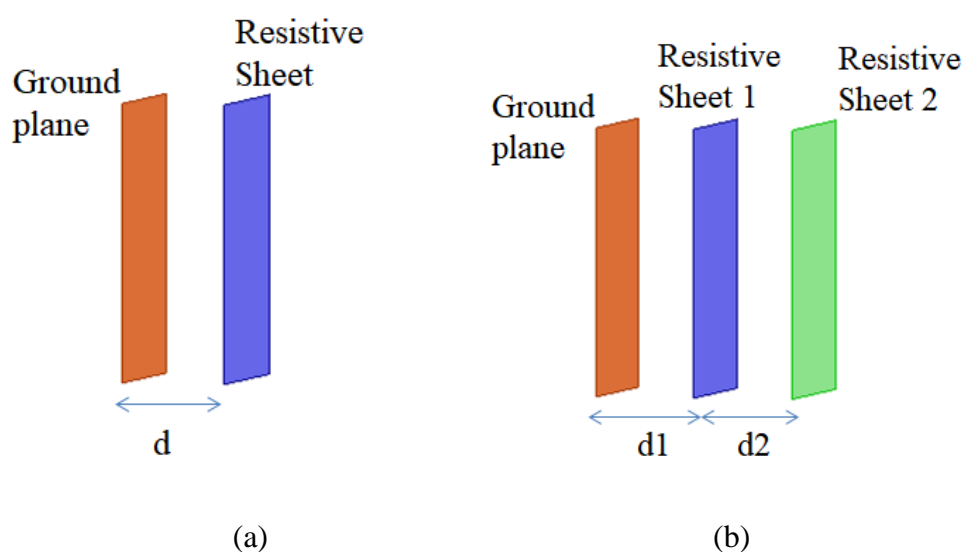 Ground
plane
Resistive
Sheet
d
(a)
Ground
plane
Resistive
Sheet 1
Resistive
Sheet 2
d1
d2
(b)